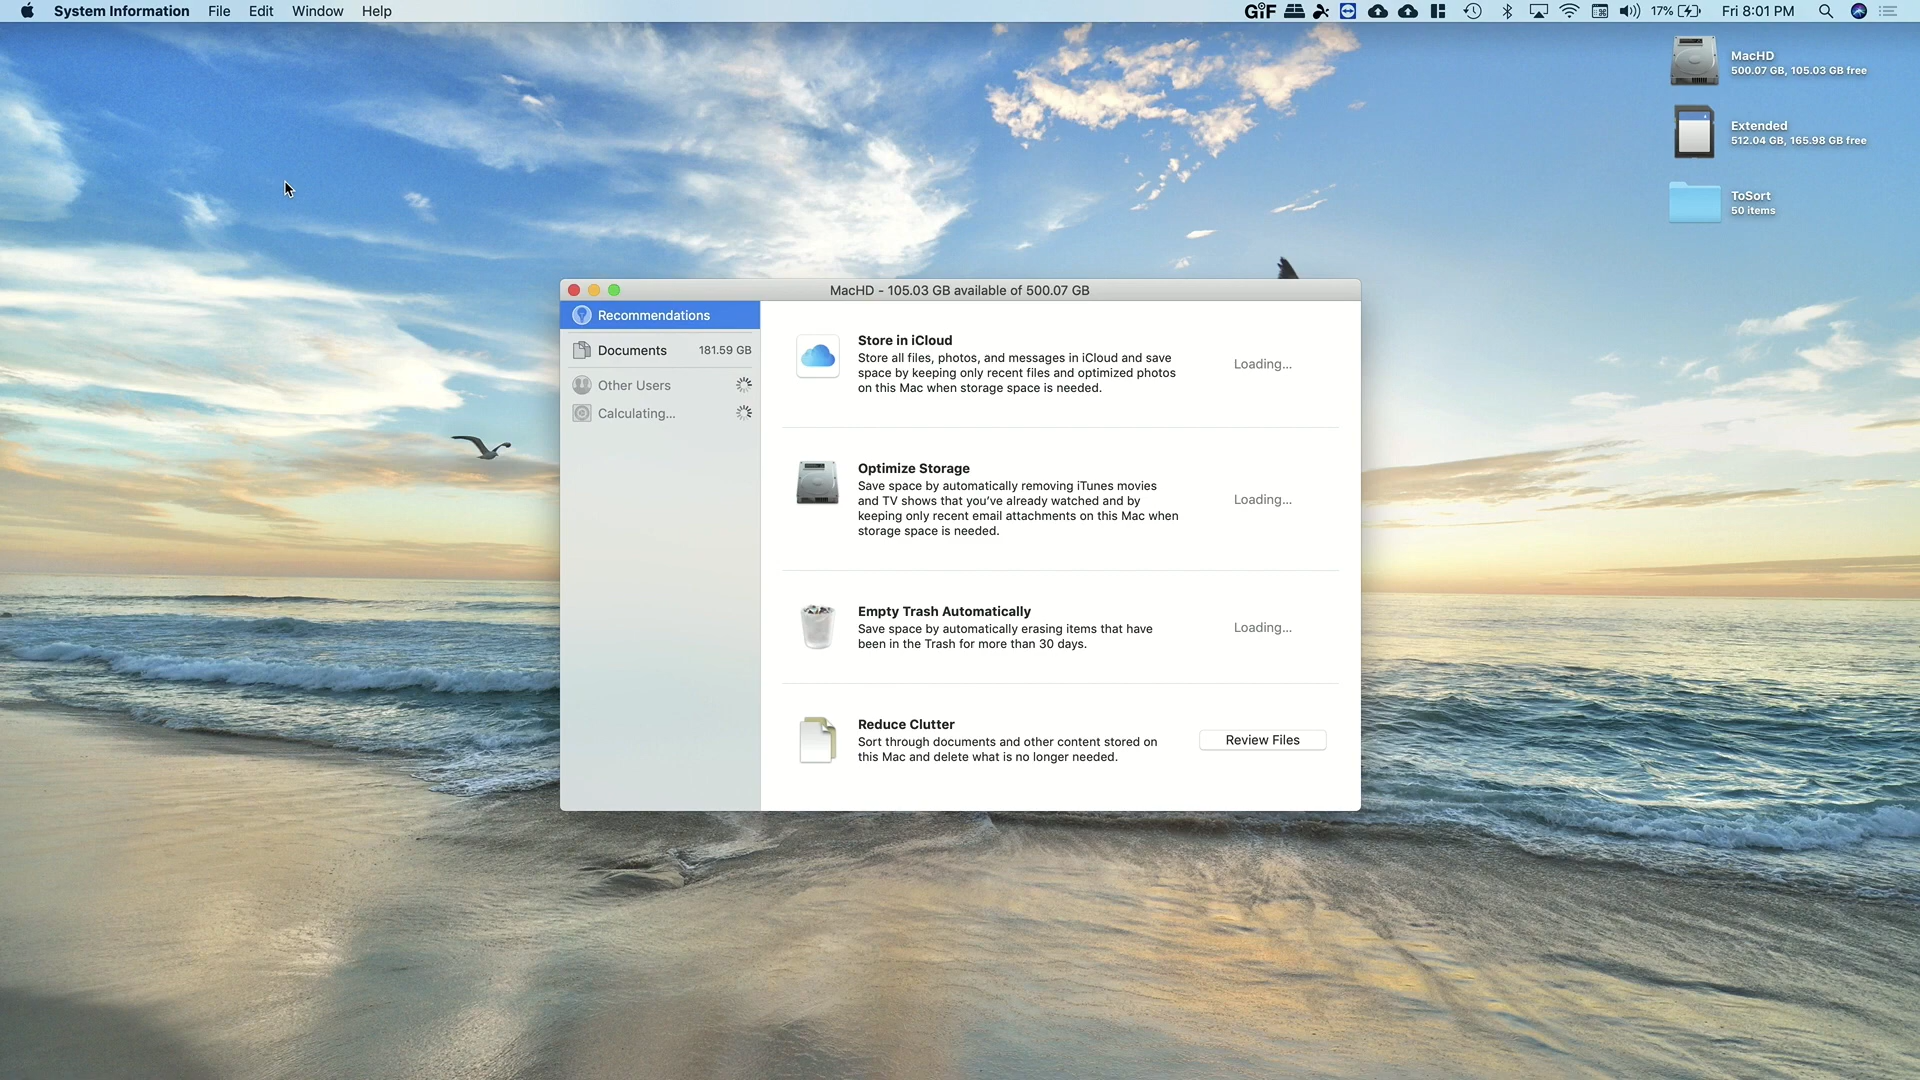 System Information File Edit Window Help
GIF 17% Fri 8:01 PM
MacHD
500.07 GB, 105.03 GB free
Extended
512.04 GB, 165.98 GB free
ToSort
50 items
MacHD - 105.03 GB available of 500.07 GB
Recommendations
Documents 181.59 GB
Other Users
Calculating...
Store in iCloud
Store all files, photos, and messages in iCloud and save
space by keeping only recent files and optimized photos
on this Mac when storage space is needed.
Loading...
Optimize Storage
Save space by automatically removing iTunes movies
and TV shows that you've already watched and by
keeping only recent email attachments on this Mac when
storage space is needed.
Loading...
Empty Trash Automatically
Save space by automatically erasing items that have
been in the Trash for more than 30 days.
Loading...
Reduce Clutter
Sort through documents and other content stored on
this Mac and delete what is no longer needed.
Review Files